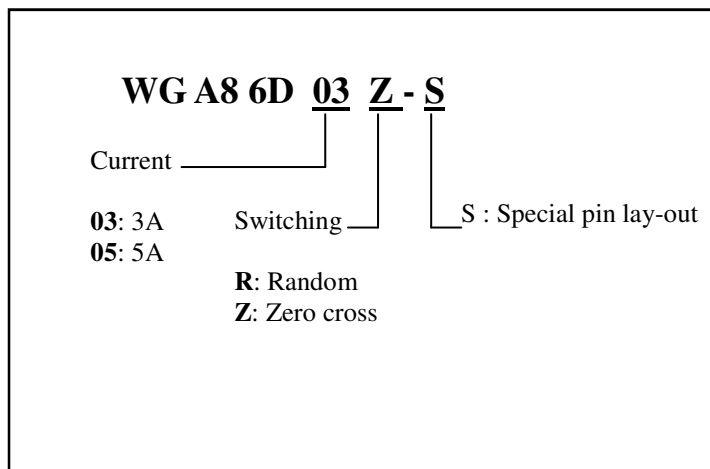 WG A8 6D 03 Z - S
Current
03: 3A
05: 5A
Switching
R: Random
Z: Zero cross
S : Special pin lay-out